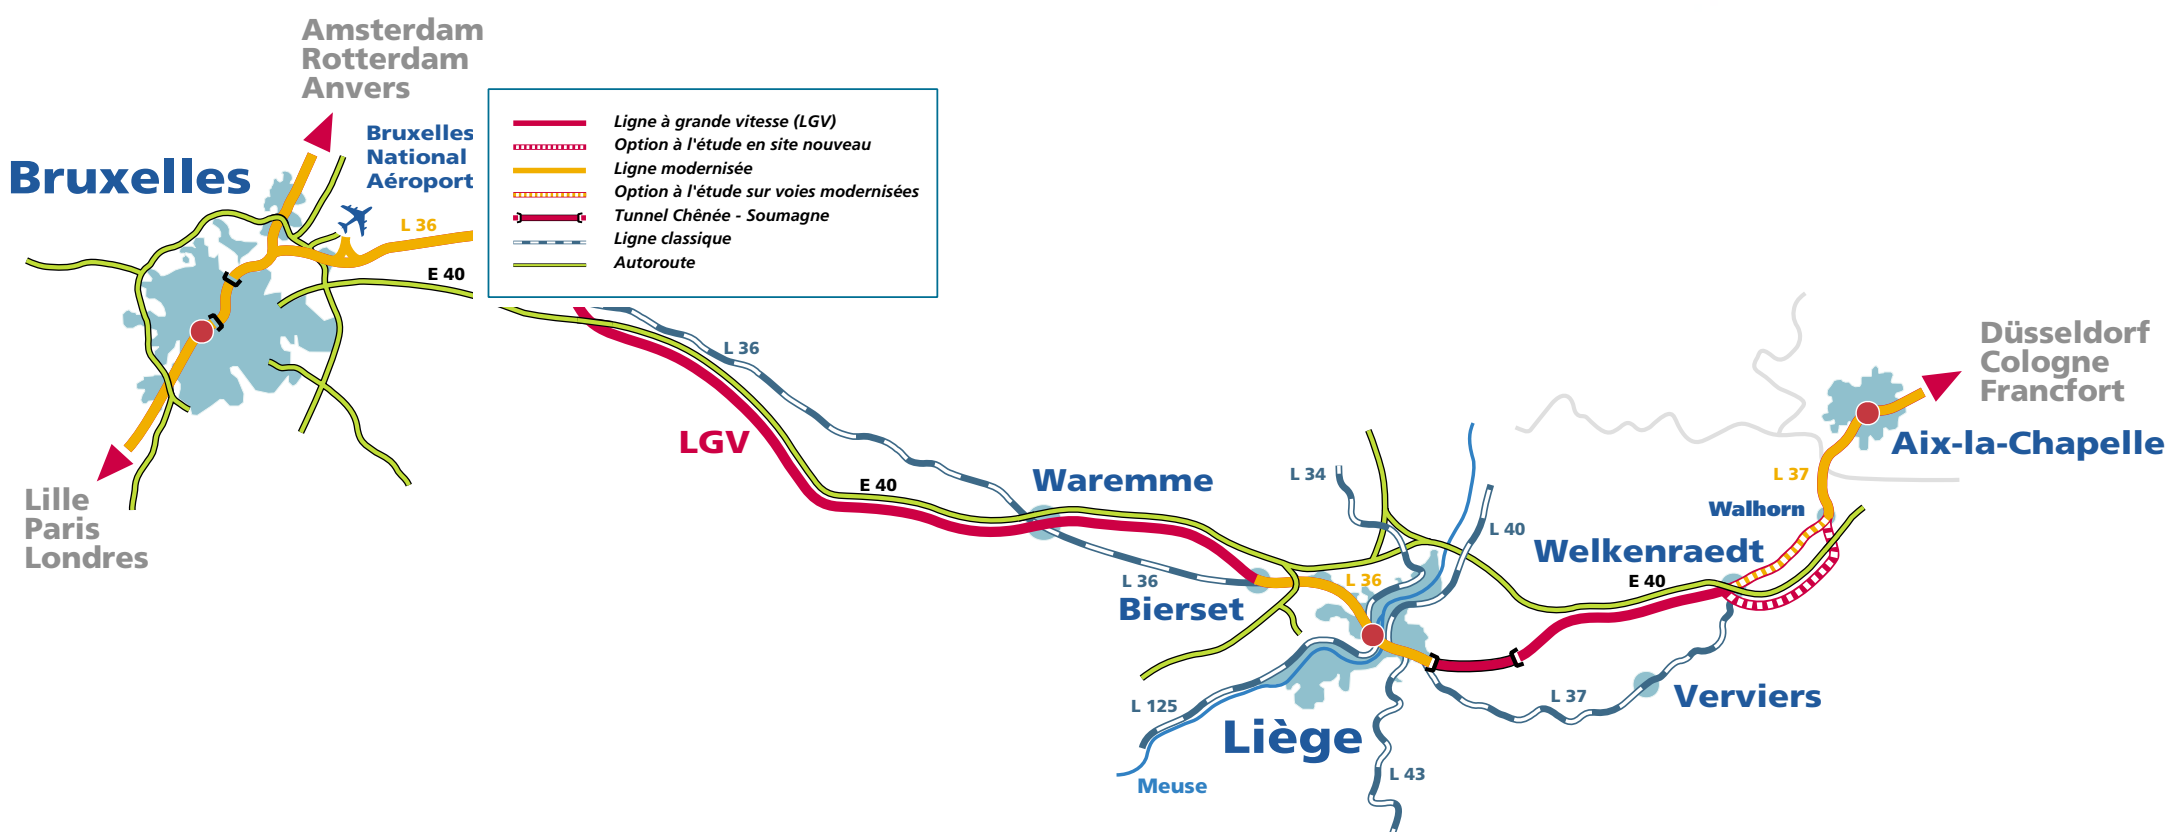 Amsterdam
Rotterdam
Anvers
Bruxelles
National
Aéroport
Bruxelles
L 36
E 40
Lille
Paris
Londres
Ligne à grande vitesse (LGV)
Option à l'étude en site nouveau
Ligne modernisée
Option à l'étude sur voies modernisées
Tunnel Chênée - Soumagne
Ligne classique
Autoroute
L 36
LGV
E 40
Waremme
L 36
Bierset
L 34
L 40
L 36
L 125
Liège
Meuse
L 43
L 37
Verviers
Welkenraedt
E 40
Walhorn
L 37
Aix-la-Chapelle
Düsseldorf
Cologne
Francfort